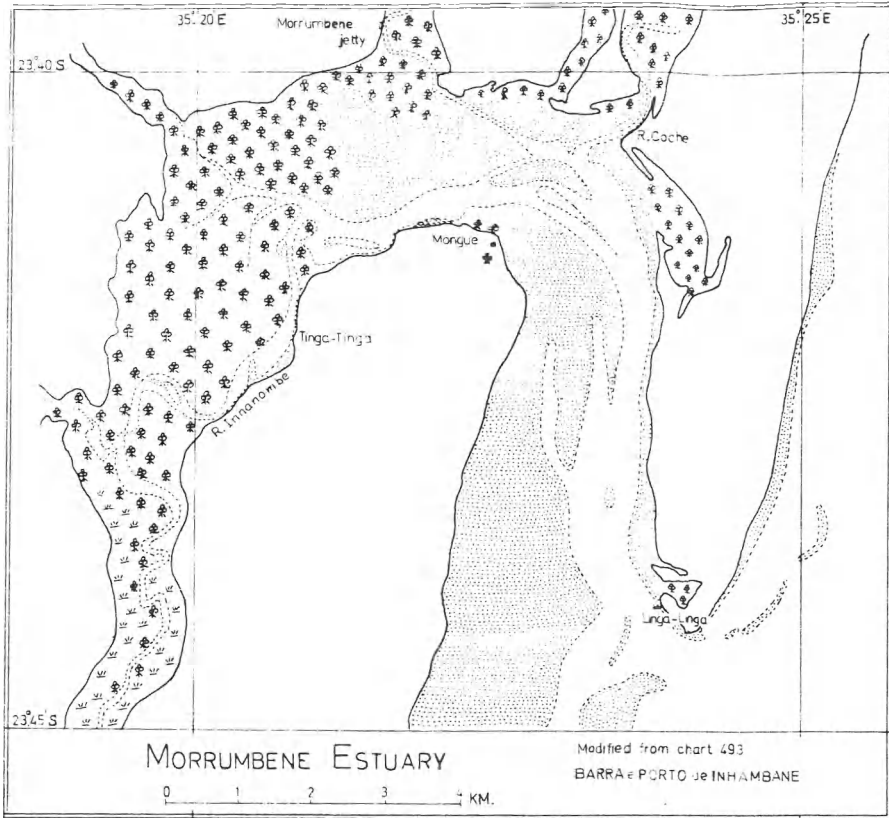 35°20 E
35°25 E
Morrumbene
jetty
23°40 S
R. Coche
Mongue
Tinga-Tinga
R. Innanombe
Linga-Linga
23°45 S
MORRUMBENE ESTUARY
0 1 2 3 4 KM.
Modified from chart 493
BARRA e PORTO de INHAMBANE